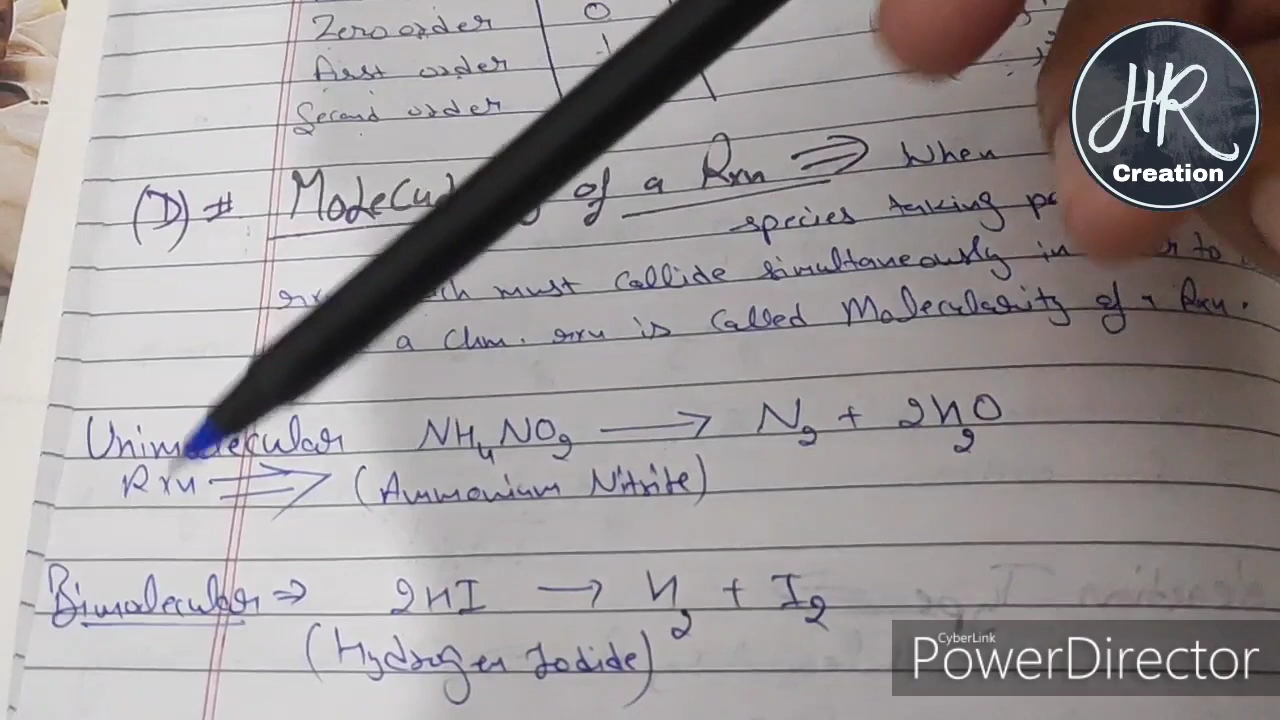 Zero order 0
first order 1
Second order
(D) # of a Rxn ⇒ When
species taking
must collide simultaneously in to
a Chm. rxn is called Molecularity of a Rxn.
Unimolecular NH4NO2 → N2 + 2H2O
Rxn ⇒ (Ammonium Nitrite)
Bimolecular ⇒ 2HI → H2 + I2
(Hydrogen Iodide)
HR
Creation
CyberLink
PowerDirector